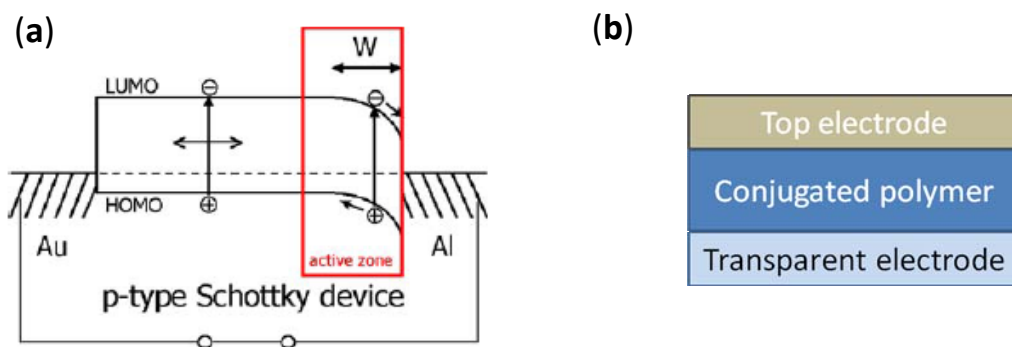 (a)
W
LUMO
HOMO
Au
active zone
Al
p-type Schottky device
(b)
Top electrode
Conjugated polymer
Transparent electrode